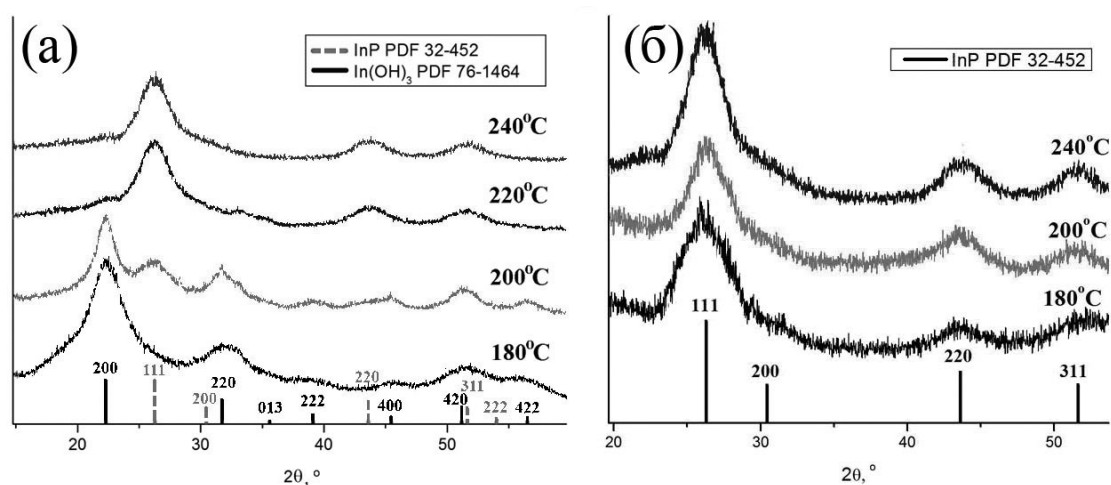 (а)
InP PDF 32-452
In(OH)₃ PDF 76-1464
240°C
220°C
200°C
180°C
200
111
200
220
013
222
220
400
420
311
222
422
20
30
40
50
2θ, °
(б)
InP PDF 32-452
240°C
200°C
180°C
111
200
220
311
20
30
40
50
2θ, °